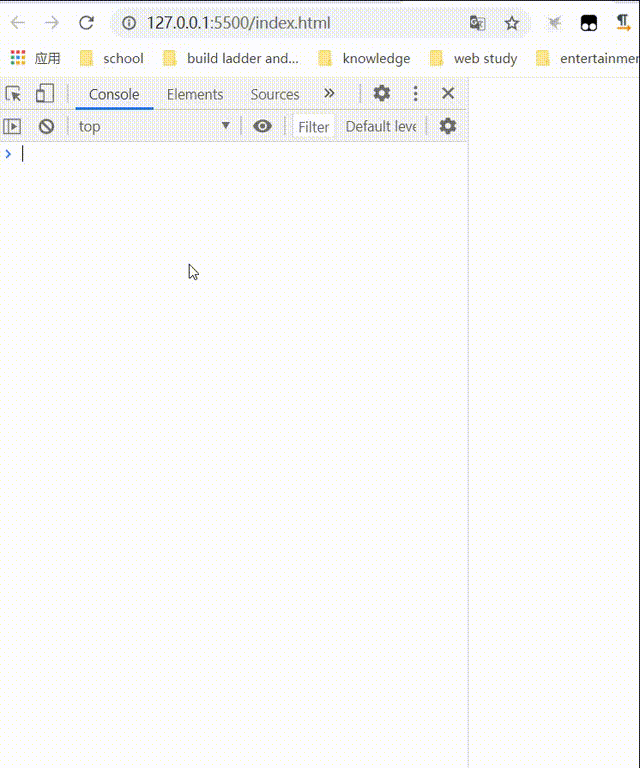 127.0.0.1:5500/index.html
应用 school build ladder and... knowledge web study entertainmen
Console Elements Sources »
top Filter Default leve